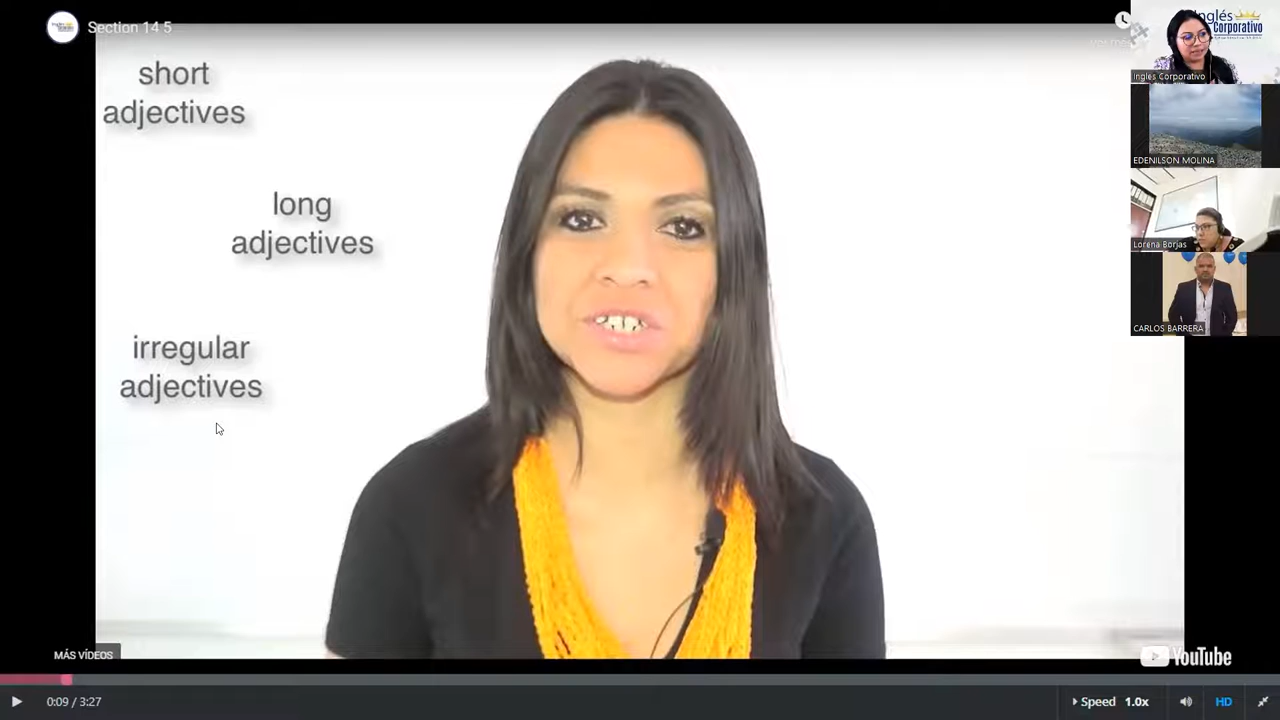 Section 14 5
short
adjectives
long
adjectives
irregular
adjectives
Inglés
Corporativo
Ingles Corporativo
EDENILSON MOLINA
Lorena Borjas
CARLOS BARRERA
MÁS VÍDEOS
YouTube
0:09 / 3:27
Speed 1.0x
HD